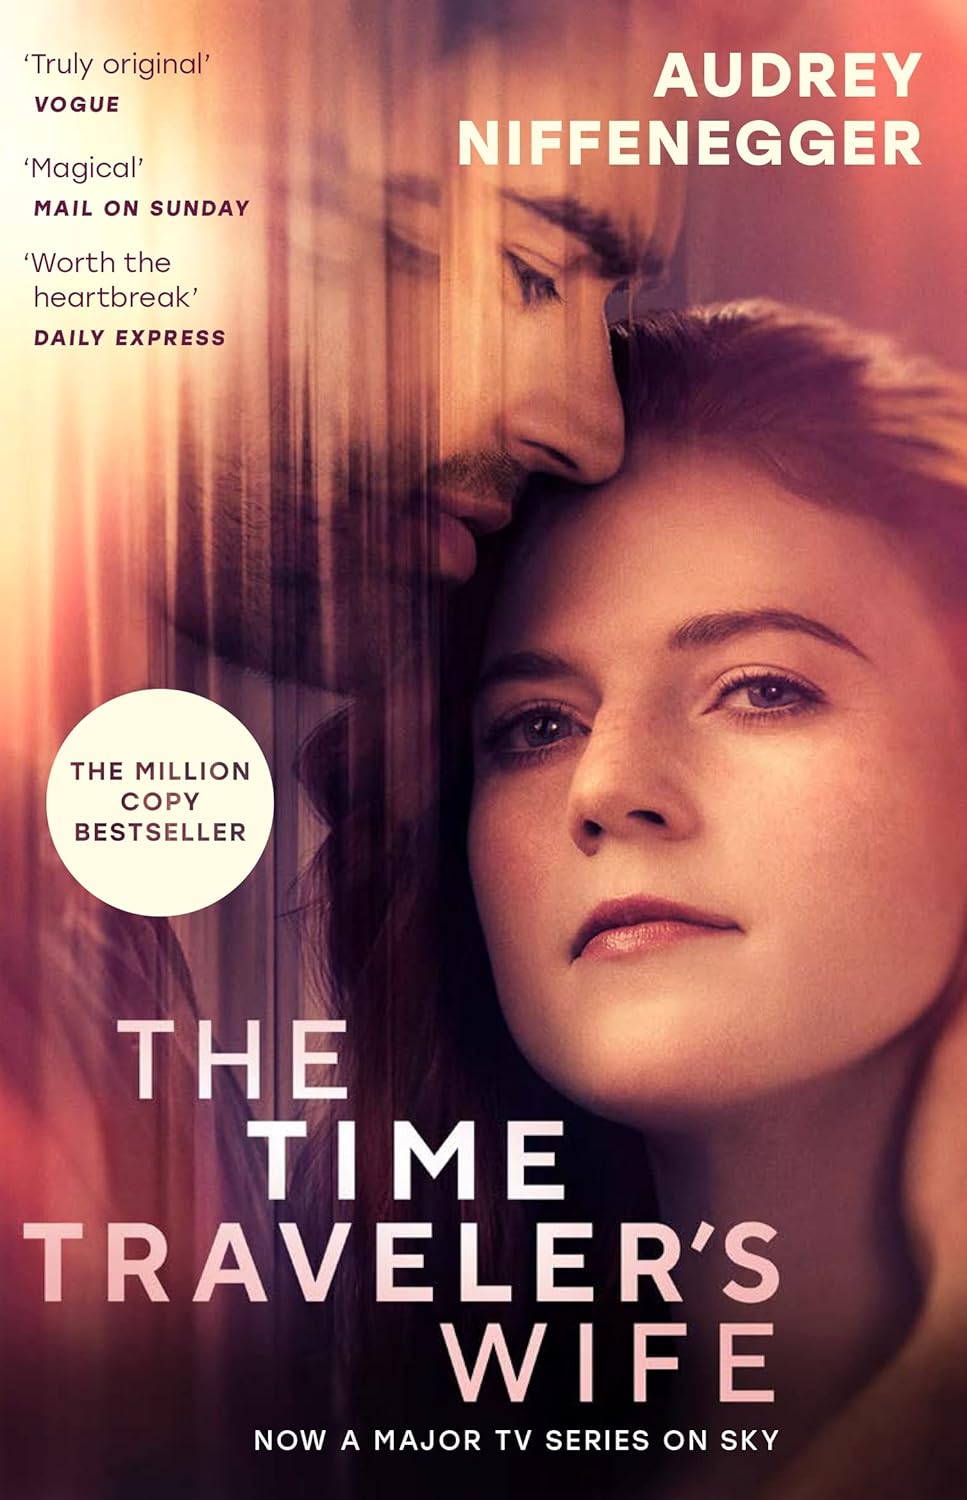 ‘Truly original’
VOGUE
‘Magical’
MAIL ON SUNDAY
‘Worth the
heartbreak’
DAILY EXPRESS
AUDREY
NIFFENEGGER
THE MILLION
COPY
BESTSELLER
THE
TIME
TRAVELER’S
WIFE
NOW A MAJOR TV SERIES ON SKY